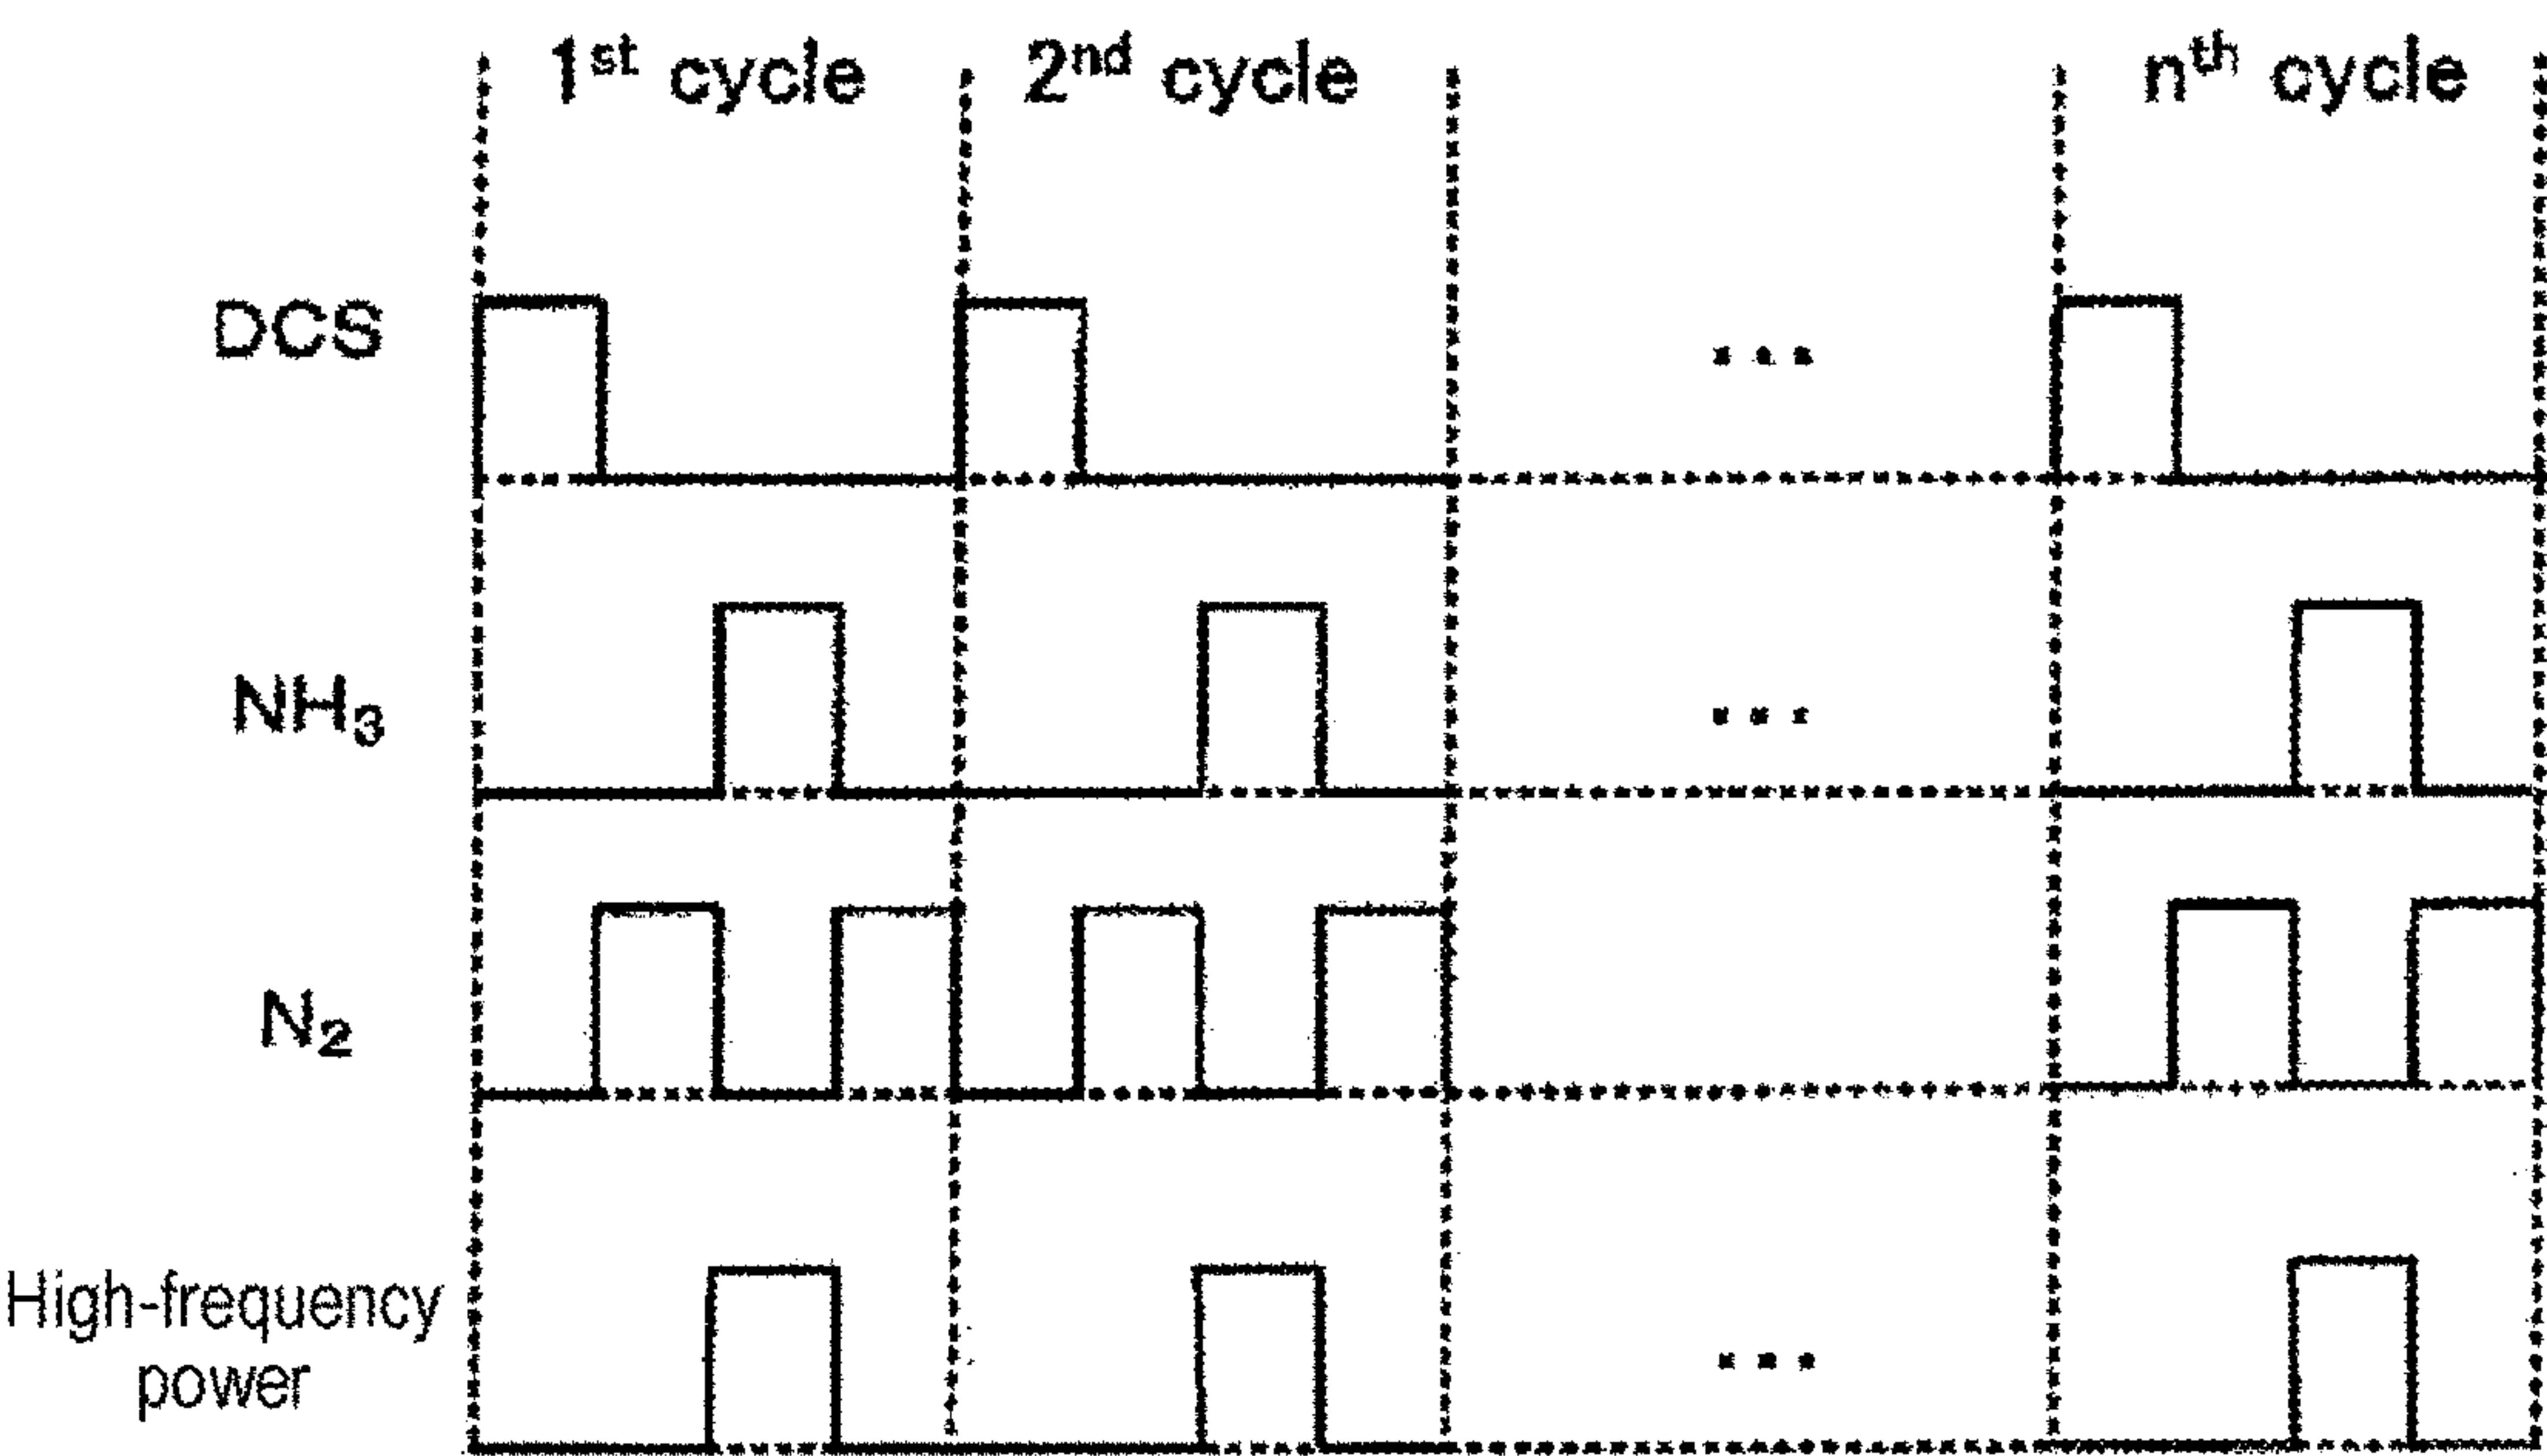 1st cycle 2nd cycle nth cycle
DCS
...
NH3
...
N2
High-frequency
power
...